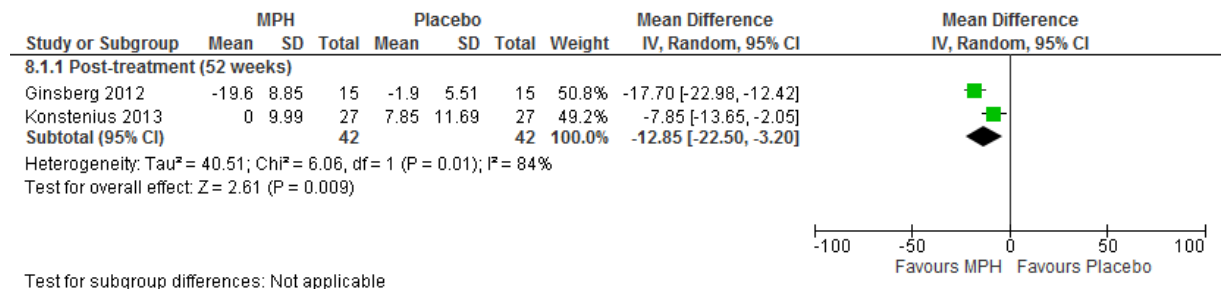 MPH Placebo Mean Difference Mean Difference
Study or Subgroup Mean SD Total Mean SD Total Weight IV, Random, 95% CI IV, Random, 95% CI
8.1.1 Post-treatment (52 weeks)
Ginsberg 2012 -19.6 8.85 15 -1.9 5.51 15 50.8% -17.70 [-22.98, -12.42]
Konstenius 2013 0 9.99 27 7.85 11.69 27 49.2% -7.85 [-13.65, -2.05]
Subtotal (95% CI) 42 42 100.0% -12.85 [-22.50, -3.20]
Heterogeneity: Tau² = 40.51; Chi² = 6.06, df = 1 (P = 0.01); I² = 84%
Test for overall effect: Z = 2.61 (P = 0.009)
-100 -50 0 50 100
Favours MPH Favours Placebo
Test for subgroup differences: Not applicable